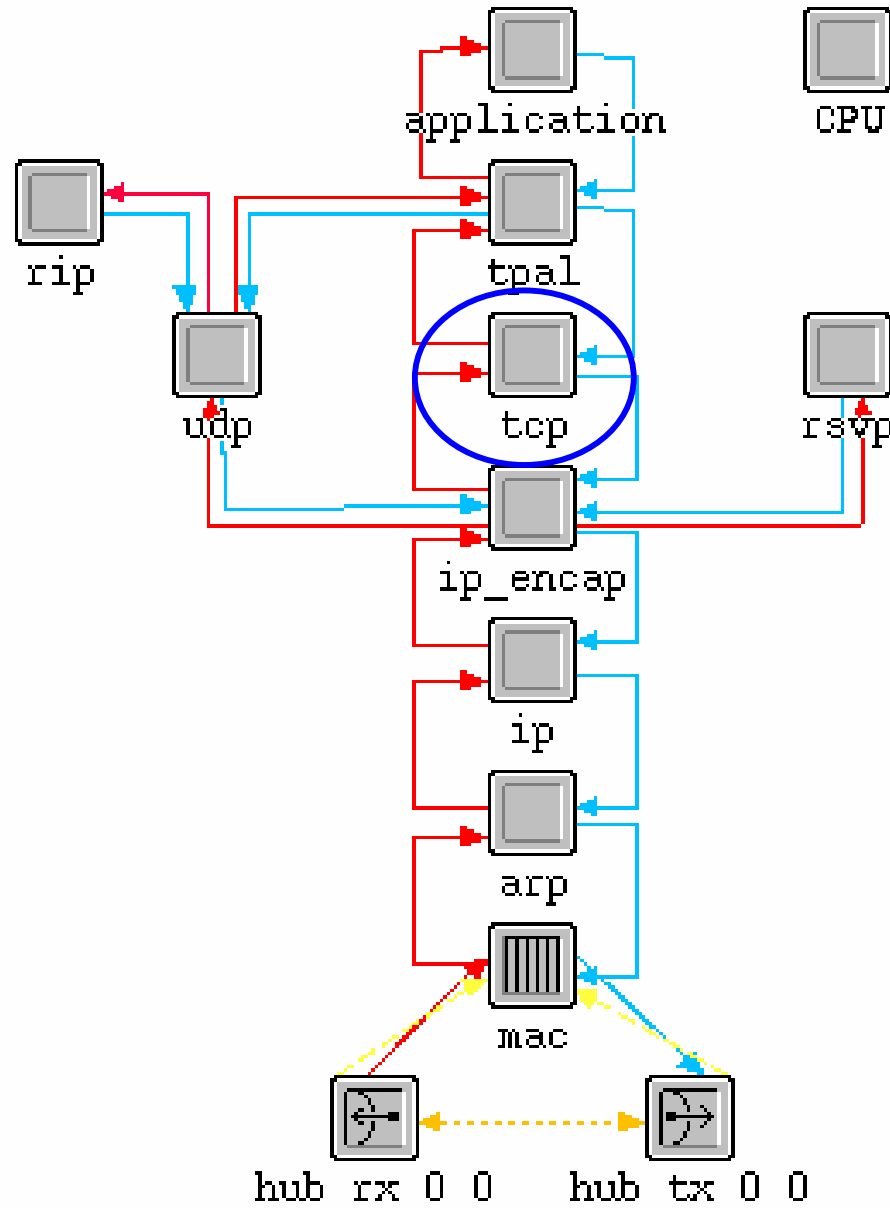 application
CPU
rip
tpal
udp
tcp
rsvp
ip_encap
ip
arp
mac
hub rx 0 0
hub tx 0 0